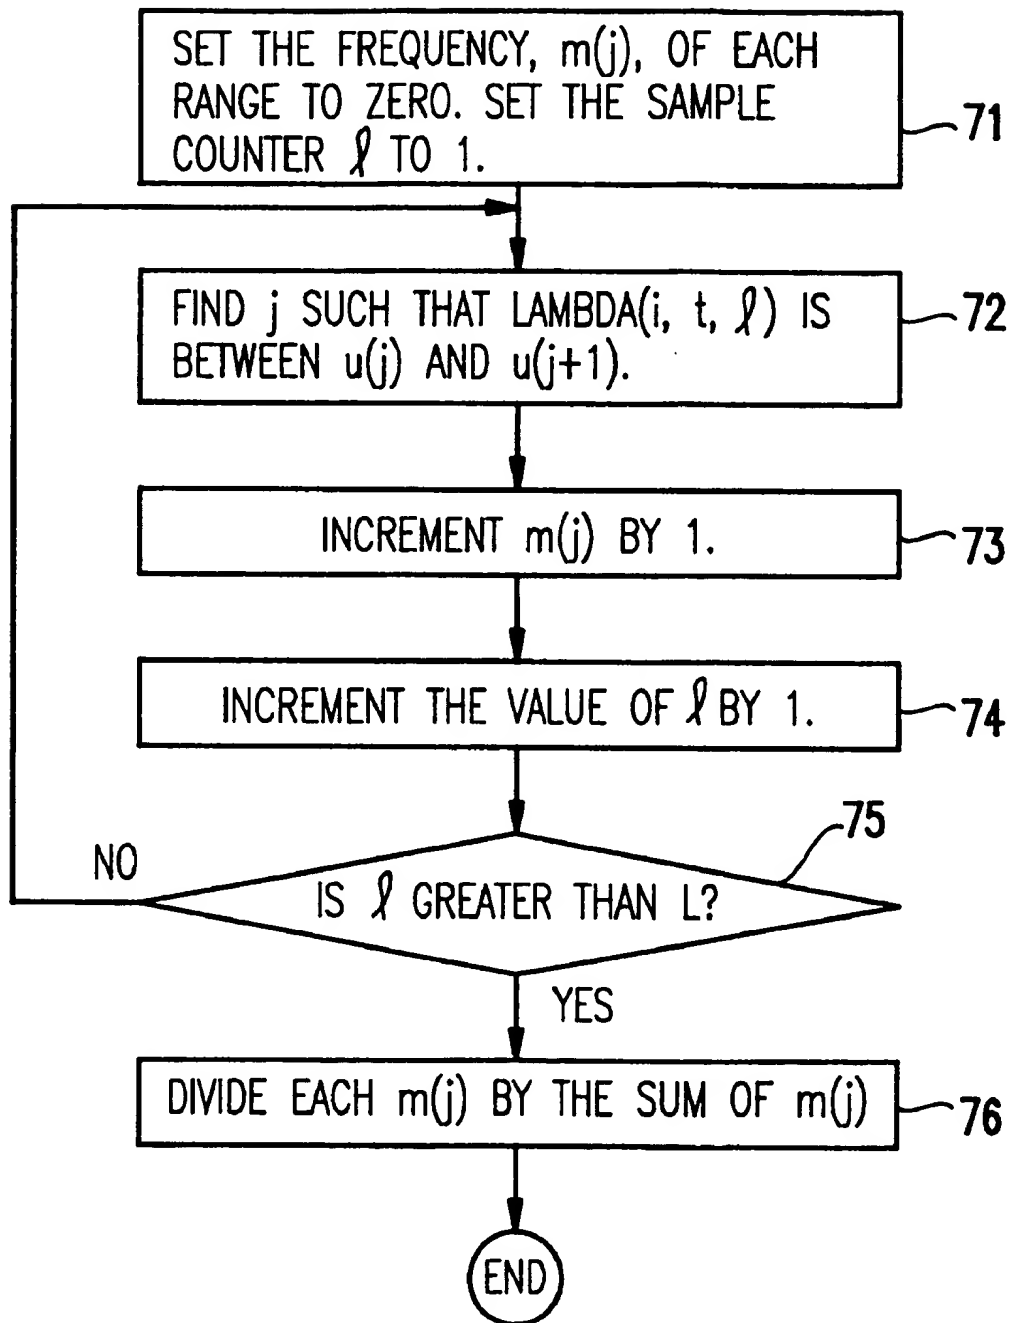 SET THE FREQUENCY, m(j), OF EACH
RANGE TO ZERO. SET THE SAMPLE
COUNTER ℓ TO 1.
71
FIND j SUCH THAT LAMBDA(i, t, ℓ) IS
BETWEEN u(j) AND u(j+1).
72
INCREMENT m(j) BY 1.
73
INCREMENT THE VALUE OF ℓ BY 1.
74
75
NO
IS ℓ GREATER THAN L?
YES
DIVIDE EACH m(j) BY THE SUM OF m(j)
76
END